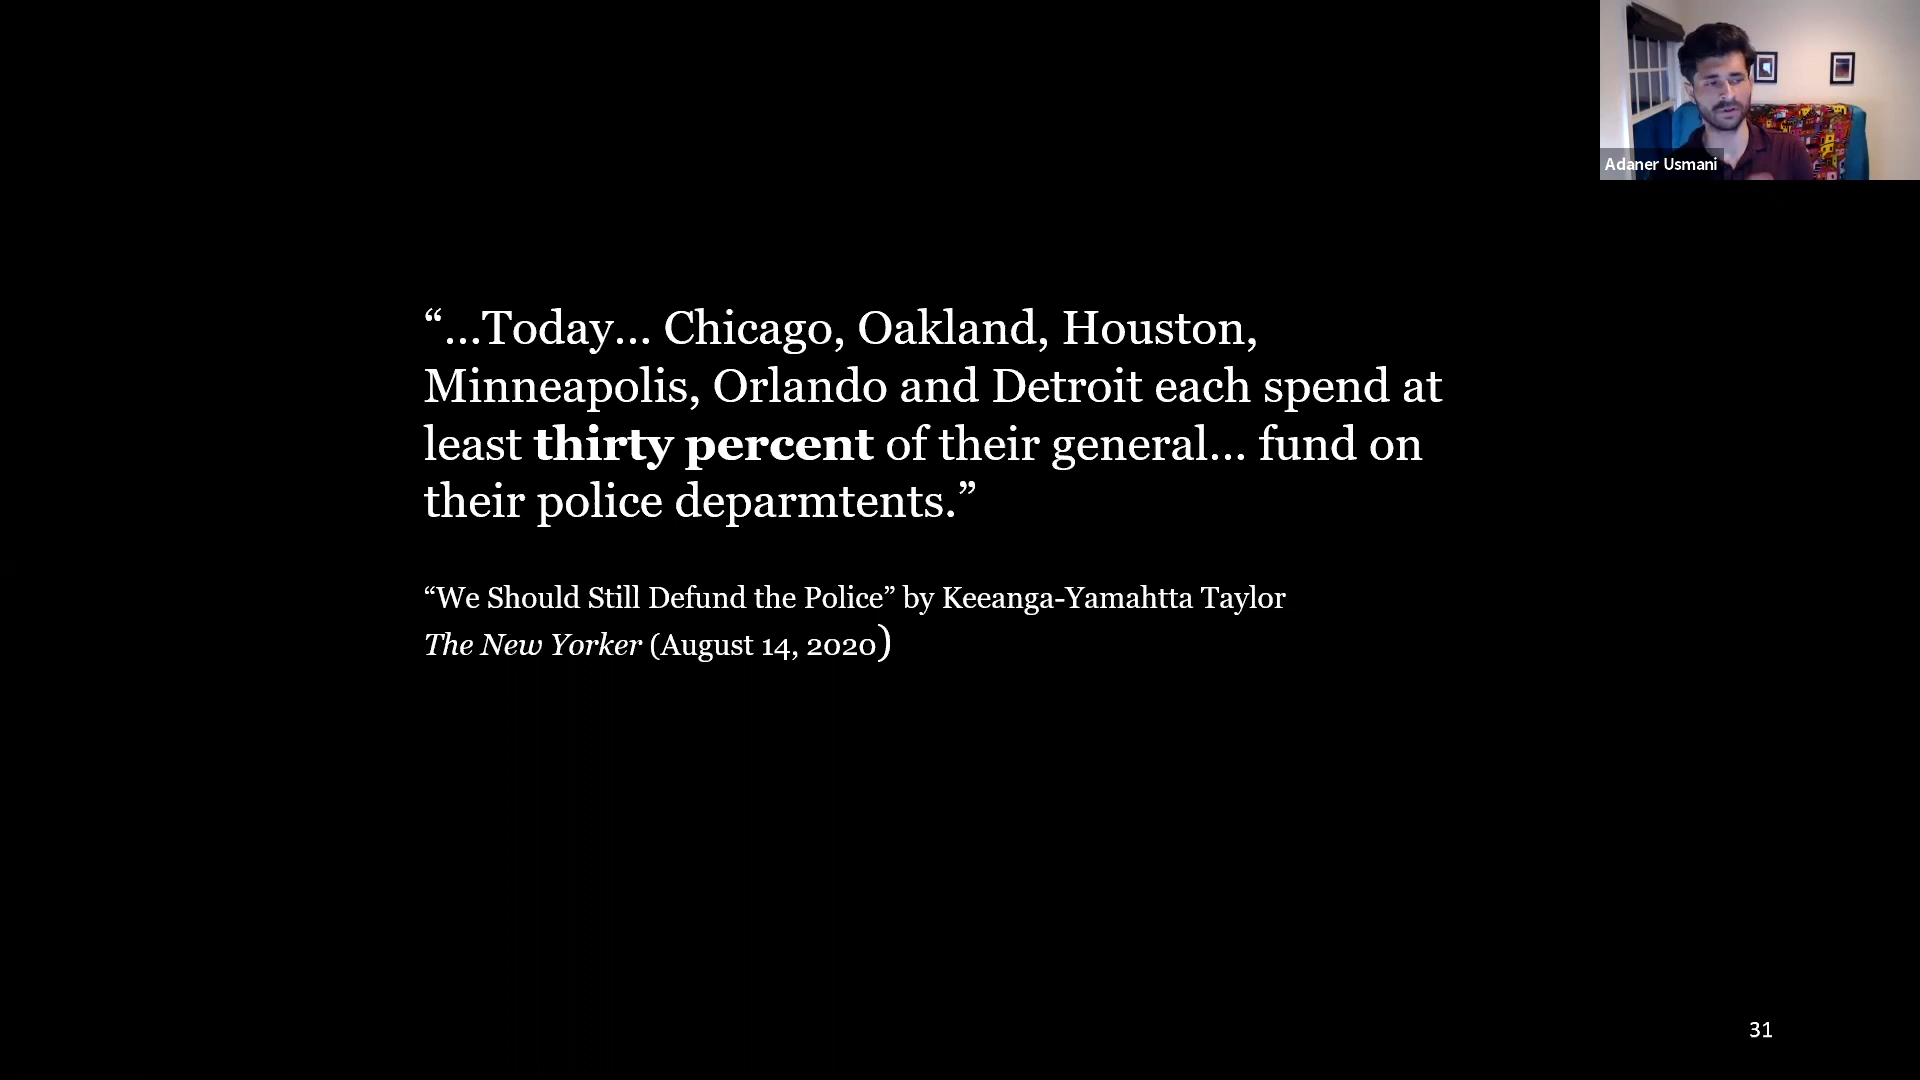 Adaner Usmani
“...Today... Chicago, Oakland, Houston,
Minneapolis, Orlando and Detroit each spend at
least thirty percent of their general... fund on
their police deparmtents.”
“We Should Still Defund the Police” by Keeanga-Yamahtta Taylor
The New Yorker (August 14, 2020)
31